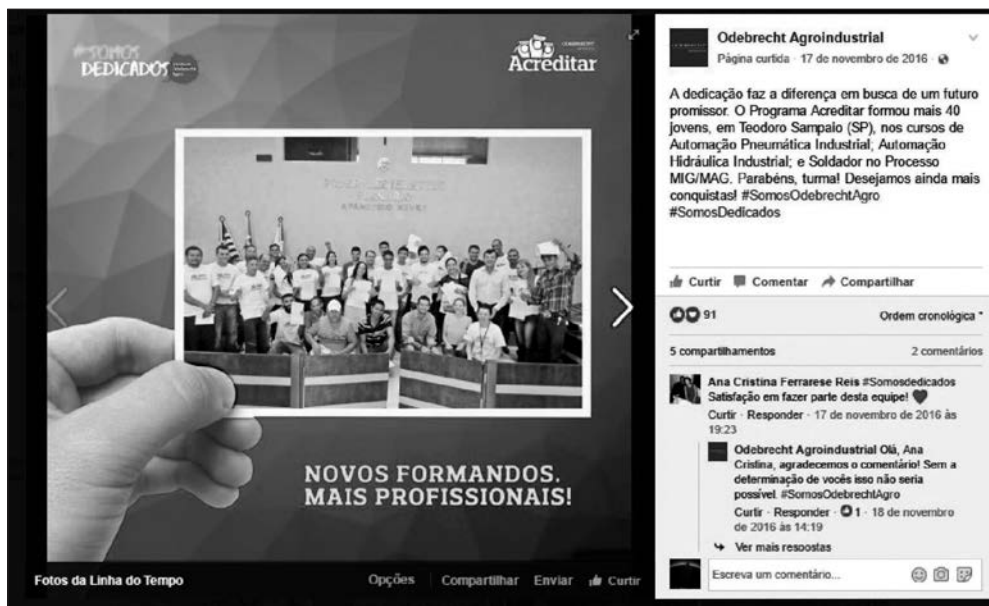 #SOMOS
DEDICADOS
Acreditar
NOVOS FORMANDOS.
MAIS PROFISSIONAIS!
Fotos da Linha do Tempo
Opções
Compartilhar
Enviar
Curtir
Odebrecht Agroindustrial
Página curtida · 17 de novembro de 2016 ·
A dedicação faz a diferença em busca de um futuro
promissor. O Programa Acreditar formou mais 40
jovens, em Teodoro Sampaio (SP), nos cursos de
Automação Pneumática Industrial; Automação
Hidráulica Industrial; e Soldador no Processo
MIG/MAG. Parabéns, turma! Desejamos ainda mais
conquistas! #SomosOdebrechtAgro
#SomosDedicados
Curtir Comentar Compartilhar
91
Ordem cronológica
5 compartilhamentos
2 comentários
Ana Cristina Ferrarese Reis #Somosdedicados
Satisfação em fazer parte desta equipe!
Curtir · Responder · 17 de novembro de 2016 às
19:23
Odebrecht Agroindustrial Olá, Ana
Cristina, agradecemos o comentário! Sem a
determinação de vocês isso não seria
possível. #SomosOdebrechtAgro
Curtir · Responder · 1 · 18 de novembro
de 2016 às 14:19
Ver mais respostas
Escreva um comentário...